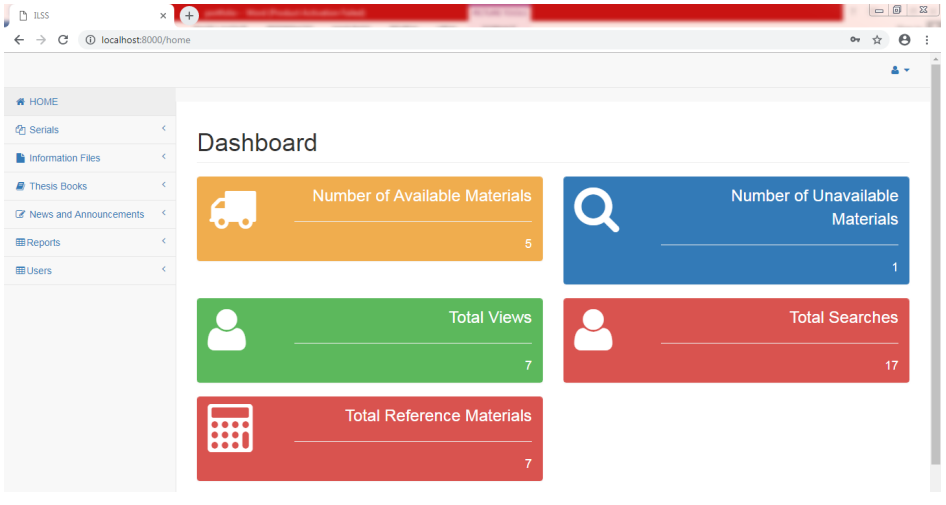 ILSS
localhost:8000/home
HOME
Serials
Information Files
Thesis Books
News and Announcements
Reports
Users
Dashboard
Number of Available Materials
5
Number of Unavailable
Materials
1
Total Views
7
Total Searches
17
Total Reference Materials
7